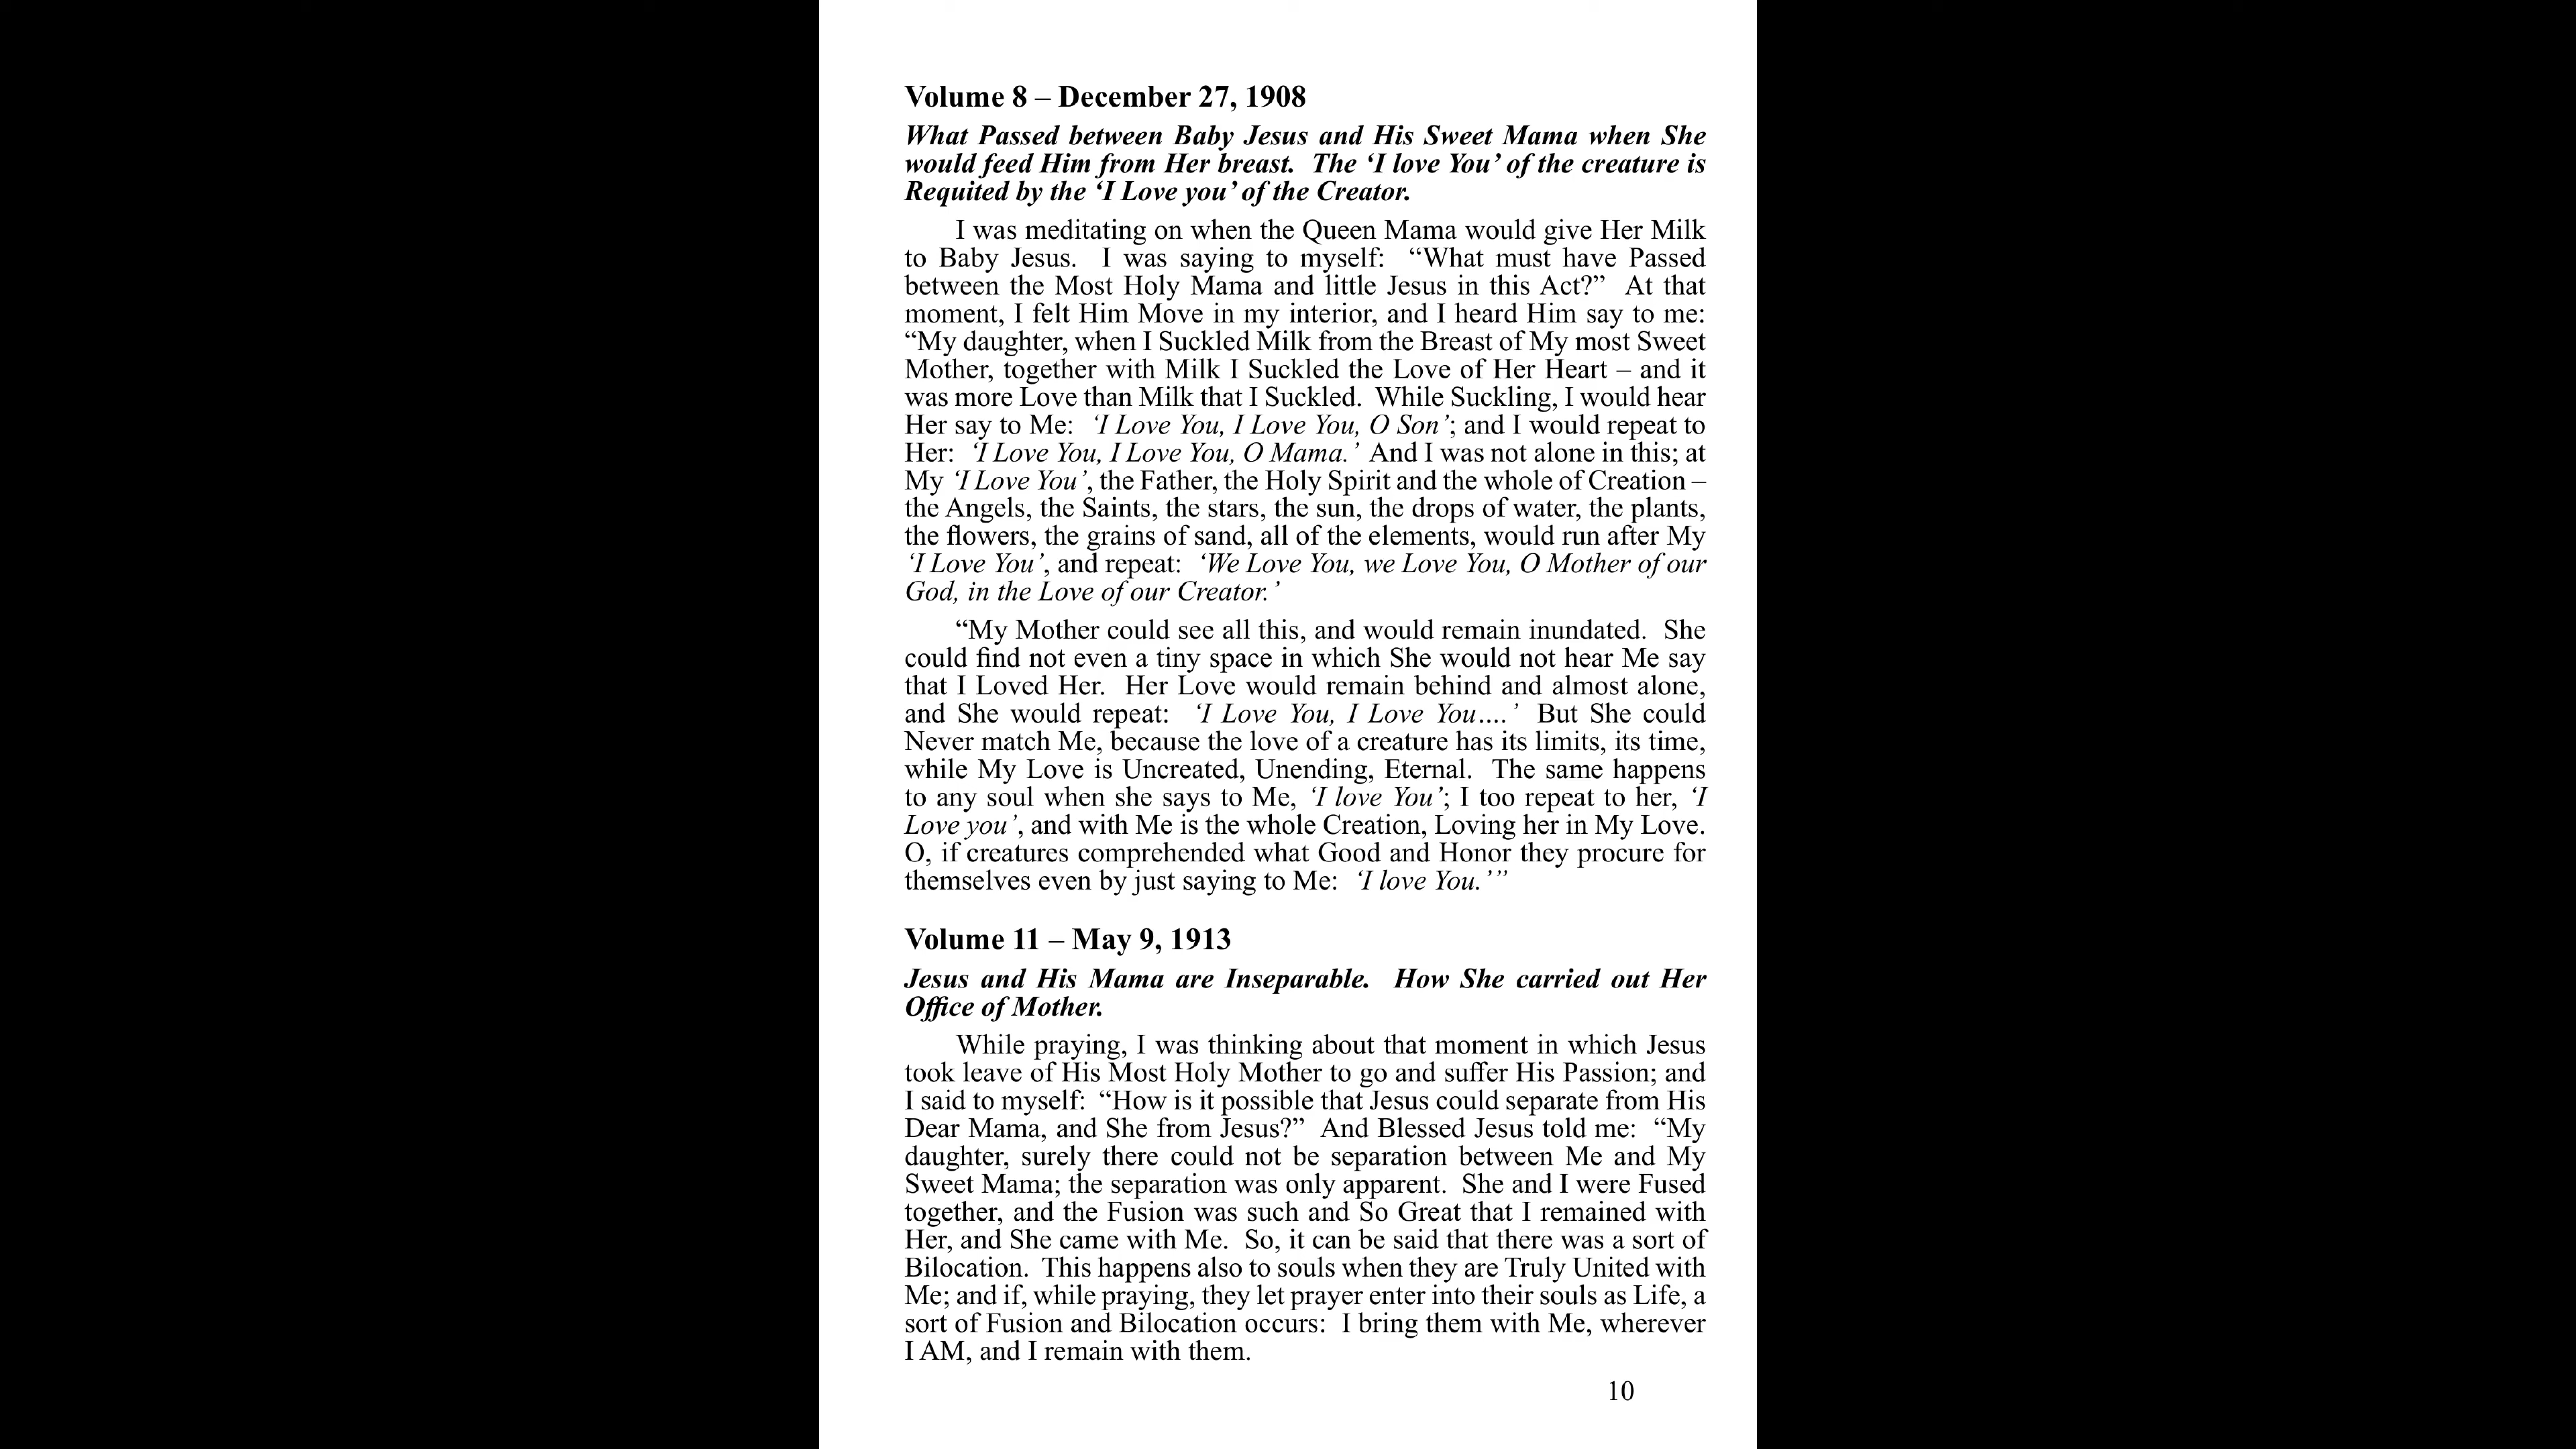 Volume 8 – December 27, 1908
What Passed between Baby Jesus and His Sweet Mama when She
would feed Him from Her breast.  The ‘I love You’ of the creature is
Requited by the ‘I Love you’ of the Creator.
I was meditating on when the Queen Mama would give Her Milk
to Baby Jesus.  I was saying to myself:  “What must have Passed
between the Most Holy Mama and little Jesus in this Act?”  At that
moment, I felt Him Move in my interior, and I heard Him say to me:
“My daughter, when I Suckled Milk from the Breast of My most Sweet
Mother, together with Milk I Suckled the Love of Her Heart – and it
was more Love than Milk that I Suckled.  While Suckling, I would hear
Her say to Me:  ‘I Love You, I Love You, O Son’; and I would repeat to
Her:  ‘I Love You, I Love You, O Mama.’ And I was not alone in this; at
My ‘I Love You’, the Father, the Holy Spirit and the whole of Creation –
the Angels, the Saints, the stars, the sun, the drops of water, the plants,
the flowers, the grains of sand, all of the elements, would run after My
‘I Love You’, and repeat:  ‘We Love You, we Love You, O Mother of our
God, in the Love of our Creator.’
“My Mother could see all this, and would remain inundated.  She
could find not even a tiny space in which She would not hear Me say
that I Loved Her.  Her Love would remain behind and almost alone,
and She would repeat:  ‘I Love You, I Love You....’ But She could
Never match Me, because the love of a creature has its limits, its time,
while My Love is Uncreated, Unending, Eternal.  The same happens
to any soul when she says to Me, ‘I love You’; I too repeat to her, ‘I
Love you’, and with Me is the whole Creation, Loving her in My Love.
O, if creatures comprehended what Good and Honor they procure for
themselves even by just saying to Me:  ‘I love You.’”
Volume 11 – May 9, 1913
Jesus and His Mama are Inseparable.  How She carried out Her
Office of Mother.
While praying, I was thinking about that moment in which Jesus
took leave of His Most Holy Mother to go and suffer His Passion; and
I said to myself:  “How is it possible that Jesus could separate from His
Dear Mama, and She from Jesus?”  And Blessed Jesus told me:  “My
daughter, surely there could not be separation between Me and My
Sweet Mama; the separation was only apparent.  She and I were Fused
together, and the Fusion was such and So Great that I remained with
Her, and She came with Me.  So, it can be said that there was a sort of
Bilocation.  This happens also to souls when they are Truly United with
Me; and if, while praying, they let prayer enter into their souls as Life, a
sort of Fusion and Bilocation occurs:  I bring them with Me, wherever
I AM, and I remain with them.
10